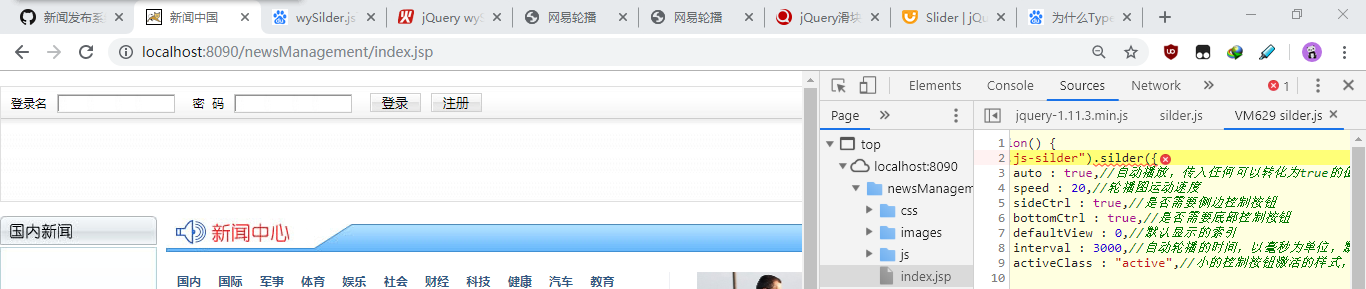 新闻发布系
新闻中国
wySilder.js
jQuery wyS
网易轮播
网易轮播
jQuery滑块
Slider | jQu
为什么Type
localhost:8090/newsManagement/index.jsp
登录名
密 码
登录
注册
国内新闻
新闻中心
国内 国际 军事 体育 娱乐 社会 财经 科技 健康 汽车 教育
Elements Console Sources Network
1
Page
top
localhost:8090
newsManagem
css
images
js
index.jsp
jquery-1.11.3.min.js silder.js VM629 silder.js
1 ion() {
2 js-silder").silder({
3 auto : true,//自动播放，传入任何可以转化为true的值
4 speed : 20,//轮播图运动速度
5 sideCtrl : true,//是否需要侧边控制按钮
6 bottomCtrl : true,//是否需要底部控制按钮
7 defaultView : 0,//默认显示的索引
8 interval : 3000,//自动轮播的时间，以毫秒为单位，
9 activeClass : "active",//小的控制按钮激活的样式，
10